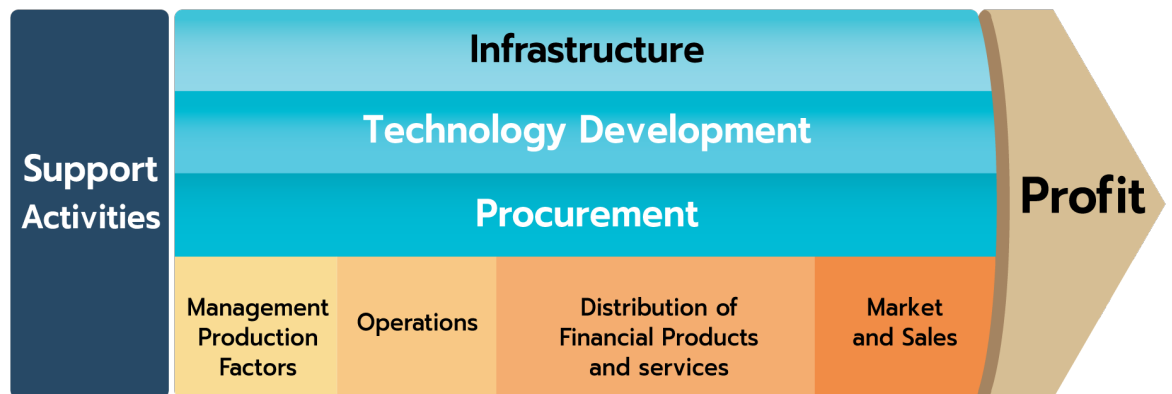 Support
Activities
Infrastructure
Technology Development
Procurement
Management
Production
Factors
Operations
Distribution of
Financial Products
and services
Market
and Sales
Profit